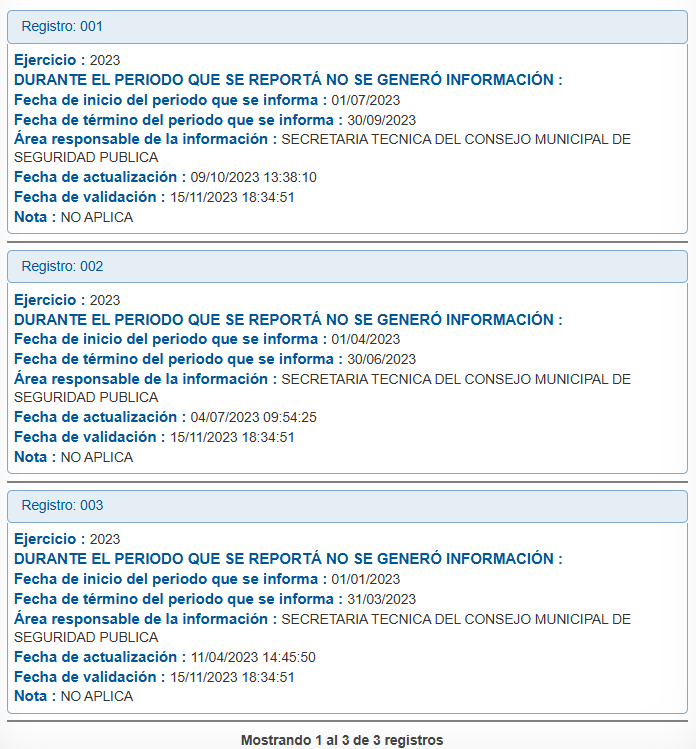 Registro: 001
Ejercicio : 2023
DURANTE EL PERIODO QUE SE REPORTÁ NO SE GENERÓ INFORMACIÓN :
Fecha de inicio del periodo que se informa : 01/07/2023
Fecha de término del periodo que se informa : 30/09/2023
Área responsable de la información : SECRETARIA TECNICA DEL CONSEJO MUNICIPAL DE
SEGURIDAD PUBLICA
Fecha de actualización : 09/10/2023 13:38:10
Fecha de validación : 15/11/2023 18:34:51
Nota : NO APLICA
Registro: 002
Ejercicio : 2023
DURANTE EL PERIODO QUE SE REPORTÁ NO SE GENERÓ INFORMACIÓN :
Fecha de inicio del periodo que se informa : 01/04/2023
Fecha de término del periodo que se informa : 30/06/2023
Área responsable de la información : SECRETARIA TECNICA DEL CONSEJO MUNICIPAL DE
SEGURIDAD PUBLICA
Fecha de actualización : 04/07/2023 09:54:25
Fecha de validación : 15/11/2023 18:34:51
Nota : NO APLICA
Registro: 003
Ejercicio : 2023
DURANTE EL PERIODO QUE SE REPORTÁ NO SE GENERÓ INFORMACIÓN :
Fecha de inicio del periodo que se informa : 01/01/2023
Fecha de término del periodo que se informa : 31/03/2023
Área responsable de la información : SECRETARIA TECNICA DEL CONSEJO MUNICIPAL DE
SEGURIDAD PUBLICA
Fecha de actualización : 11/04/2023 14:45:50
Fecha de validación : 15/11/2023 18:34:51
Nota : NO APLICA
Mostrando 1 al 3 de 3 registros